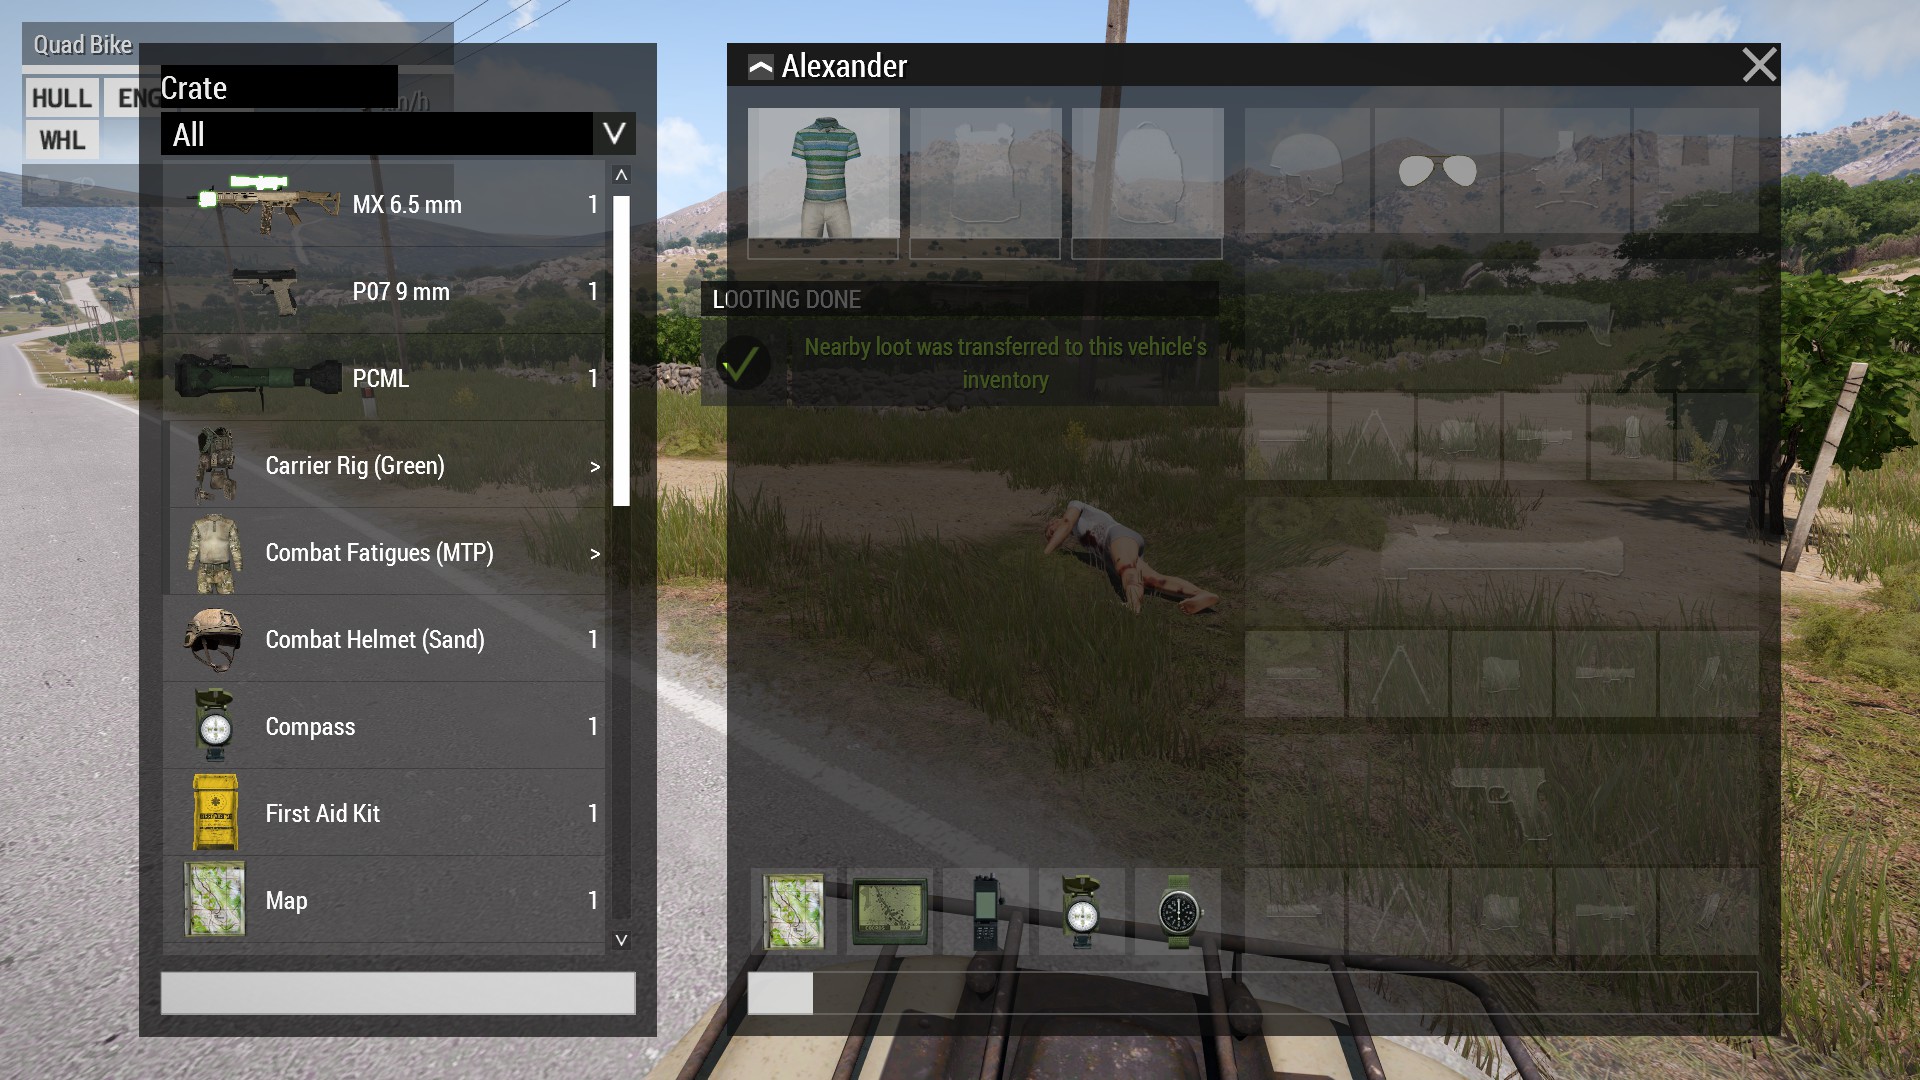 Quad Bike
HULL ENG
km/h
WHL
Crate
All
MX 6.5 mm 1
P07 9 mm 1
PCML 1
Carrier Rig (Green) >
Combat Fatigues (MTP) >
Combat Helmet (Sand) 1
Compass 1
First Aid Kit 1
Map 1
Alexander
LOOTING DONE
Nearby loot was transferred to this vehicle's
inventory